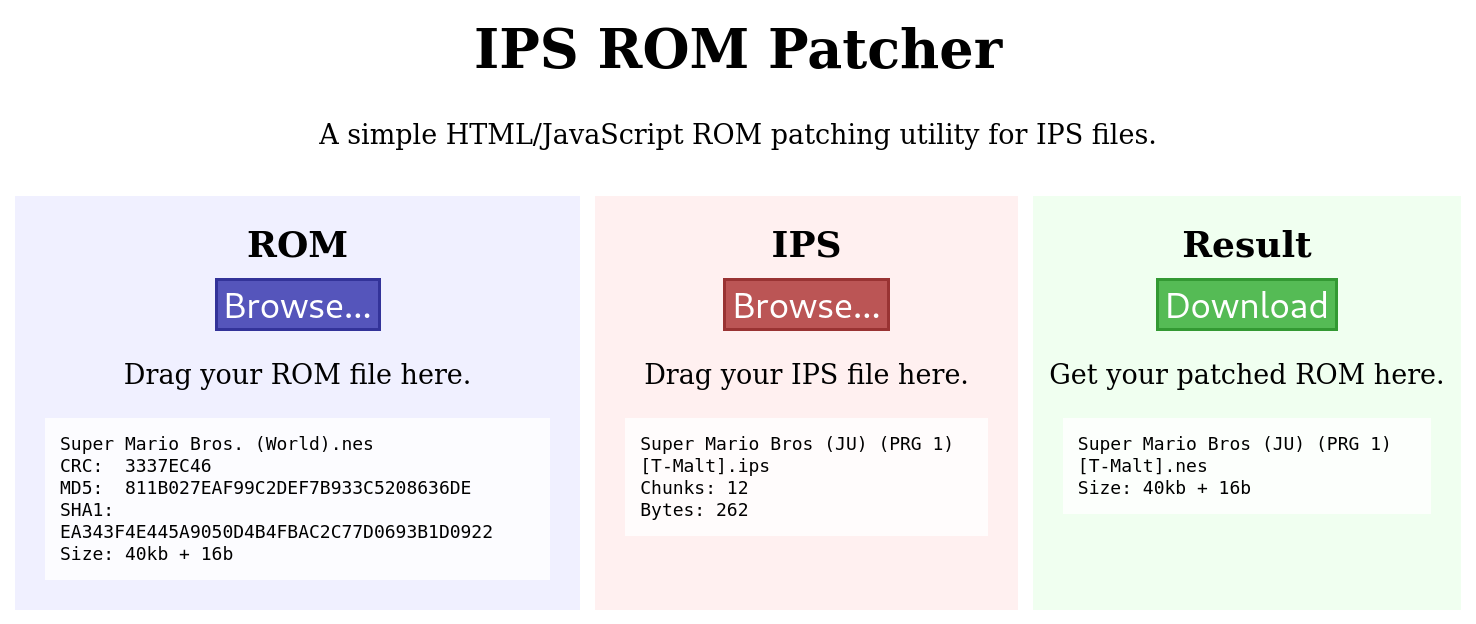 IPS ROM Patcher
A simple HTML/JavaScript ROM patching utility for IPS files.
ROM
Browse...
Drag your ROM file here.
Super Mario Bros. (World).nes
CRC:  3337EC46
MD5:  811B027EAF99C2DEF7B933C5208636DE
SHA1:
EA343F4E445A9050D4B4FBAC2C77D0693B1D0922
Size: 40kb + 16b
IPS
Browse...
Drag your IPS file here.
Super Mario Bros (JU) (PRG 1)
[T-Malt].ips
Chunks: 12
Bytes: 262
Result
Download
Get your patched ROM here.
Super Mario Bros (JU) (PRG 1)
[T-Malt].nes
Size: 40kb + 16b